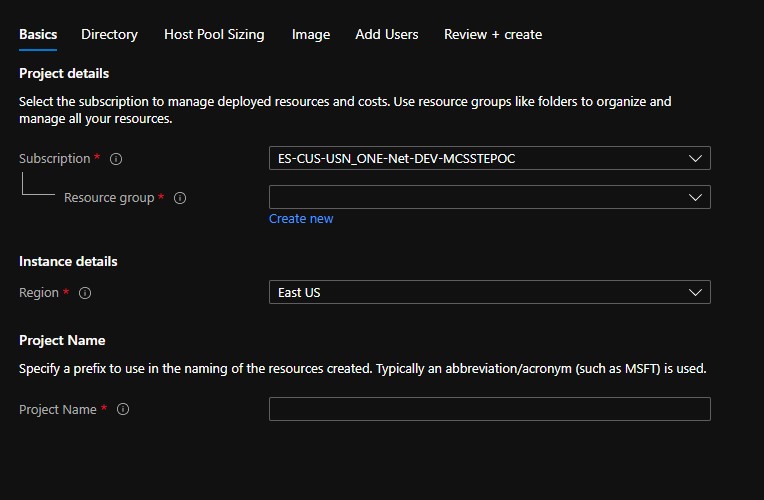 Basics Directory Host Pool Sizing Image Add Users Review + create
Project details
Select the subscription to manage deployed resources and costs. Use resource groups like folders to organize and
manage all your resources.
Subscription * ES-CUS-USN_ONE-Net-DEV-MCSSTEPOC
Resource group *
Create new
Instance details
Region * East US
Project Name
Specify a prefix to use in the naming of the resources created. Typically an abbreviation/acronym (such as MSFT) is used.
Project Name *